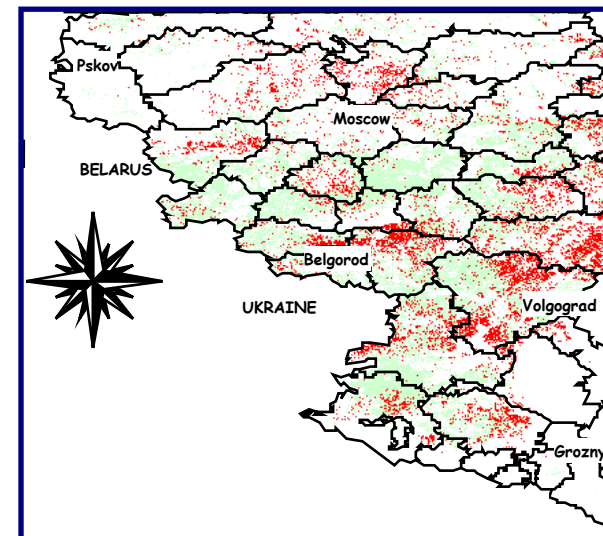 Pskov
Moscow
BELARUS
Belgorod
UKRAINE
Volgograd
Grozny